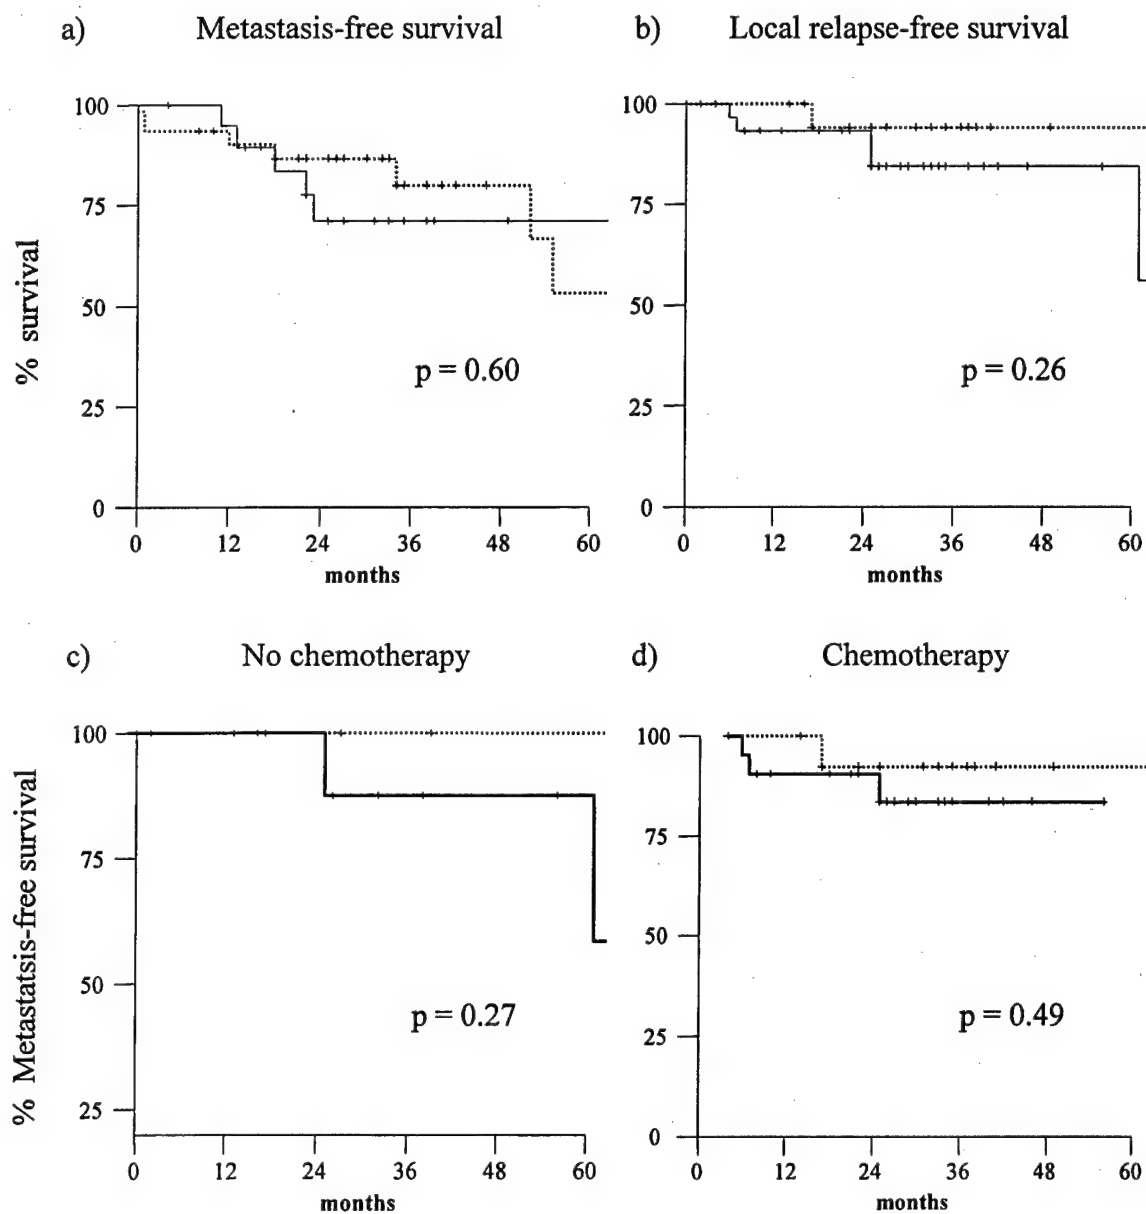 a) Metastasis-free survival
b) Local relapse-free survival
% survival
100
75
50
25
0
0 12 24 36 48 60
months
p = 0.60
100
75
50
25
0
0 12 24 36 48 60
months
p = 0.26
c) No chemotherapy
d) Chemotherapy
% Metastatsis-free survival
100
75
50
25
0 12 24 36 48 60
months
p = 0.27
100
75
50
25
0
0 12 24 36 48 60
months
p = 0.49